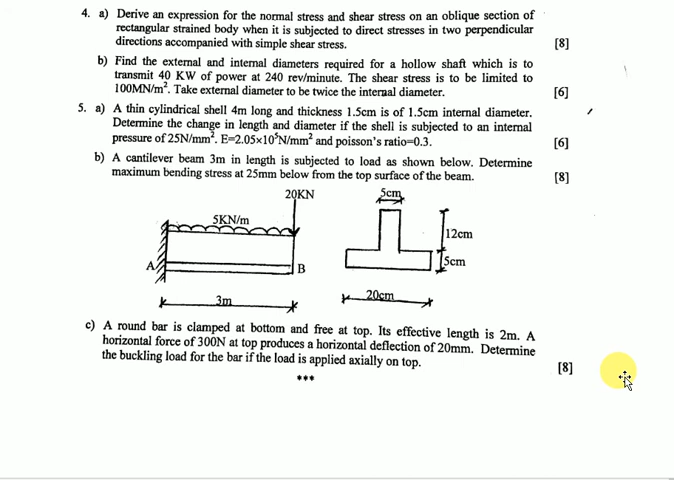 4. a) Derive an expression for the normal stress and shear stress on an oblique section of
rectangular strained body when it is subjected to direct stresses in two perpendicular
directions accompanied with simple shear stress. [8]
b) Find the external and internal diameters required for a hollow shaft which is to
transmit 40 KW of power at 240 rev/minute. The shear stress is to be limited to
100MN/m². Take external diameter to be twice the internal diameter. [6]
5. a) A thin cylindrical shell 4m long and thickness 1.5cm is of 1.5cm internal diameter.
Determine the change in length and diameter if the shell is subjected to an internal
pressure of 25N/mm². E=2.05×10⁵N/mm² and poisson's ratio=0.3. [6]
b) A cantilever beam 3m in length is subjected to load as shown below. Determine
maximum bending stress at 25mm below from the top surface of the beam. [8]
20KN
5cm
5KN/m
12cm
A
B
5cm
3m
20cm
c) A round bar is clamped at bottom and free at top. Its effective length is 2m. A
horizontal force of 300N at top produces a horizontal deflection of 20mm. Determine
the buckling load for the bar if the load is applied axially on top. [8]
***